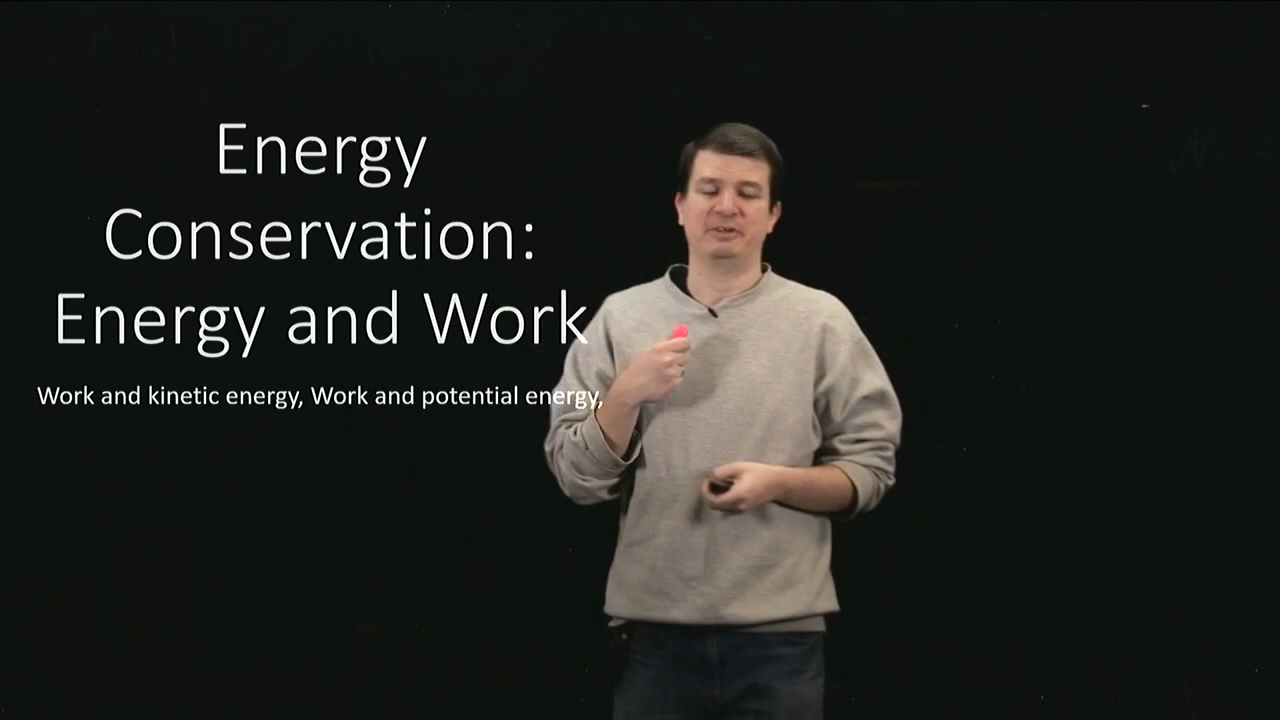 Energy
Conservation:
Energy and Work
Work and kinetic energy, Work and potential energy,